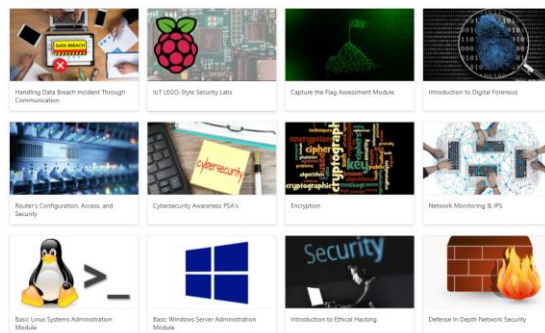 DATA BREACH
Handling Data Breach Incident Through
Communication
IoT LEGO-Style Security Labs
Capture the Flag Assessment Module
Introduction to Digital Forensics
Router's Configuration, Access, and
Security
cybersecurity
Cybersecurity Awareness PSA's
techniques
encryption
cipher
key
cryptographic
Encryption
Network Monitoring & IPS
>_
Basic Linux Systems Administration
Module
Basic Windows Server Administration
Module
Security
Introduction to Ethical Hacking
Defense In Depth Network Security